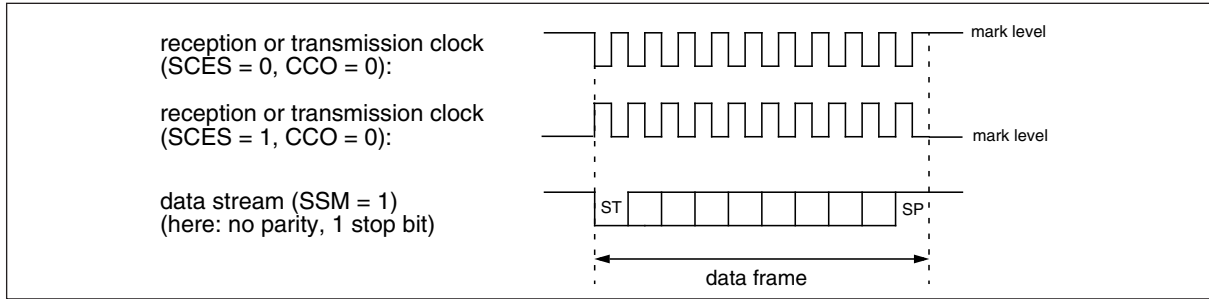 reception or transmission clock
(SCES = 0, CCO = 0):
mark level
reception or transmission clock
(SCES = 1, CCO = 0):
mark level
data stream (SSM = 1)
(here: no parity, 1 stop bit)
ST
SP
data frame